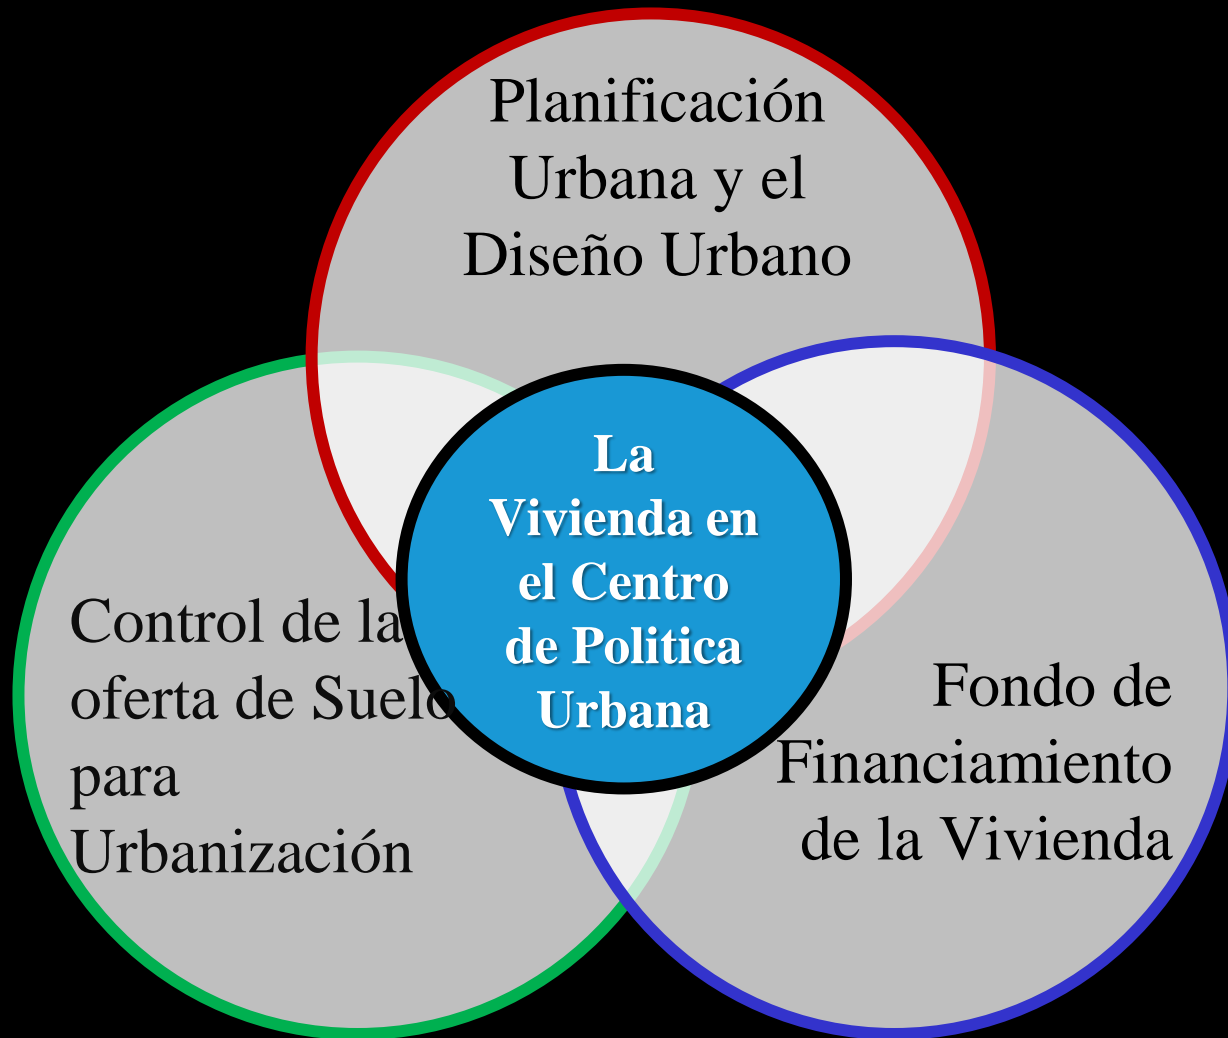 Planificación
Urbana y el
Diseño Urbano
La
Vivienda en
el Centro
de Politica
Urbana
Control de la
oferta de Suelo
para
Urbanización
Fondo de
Financiamiento
de la Vivienda